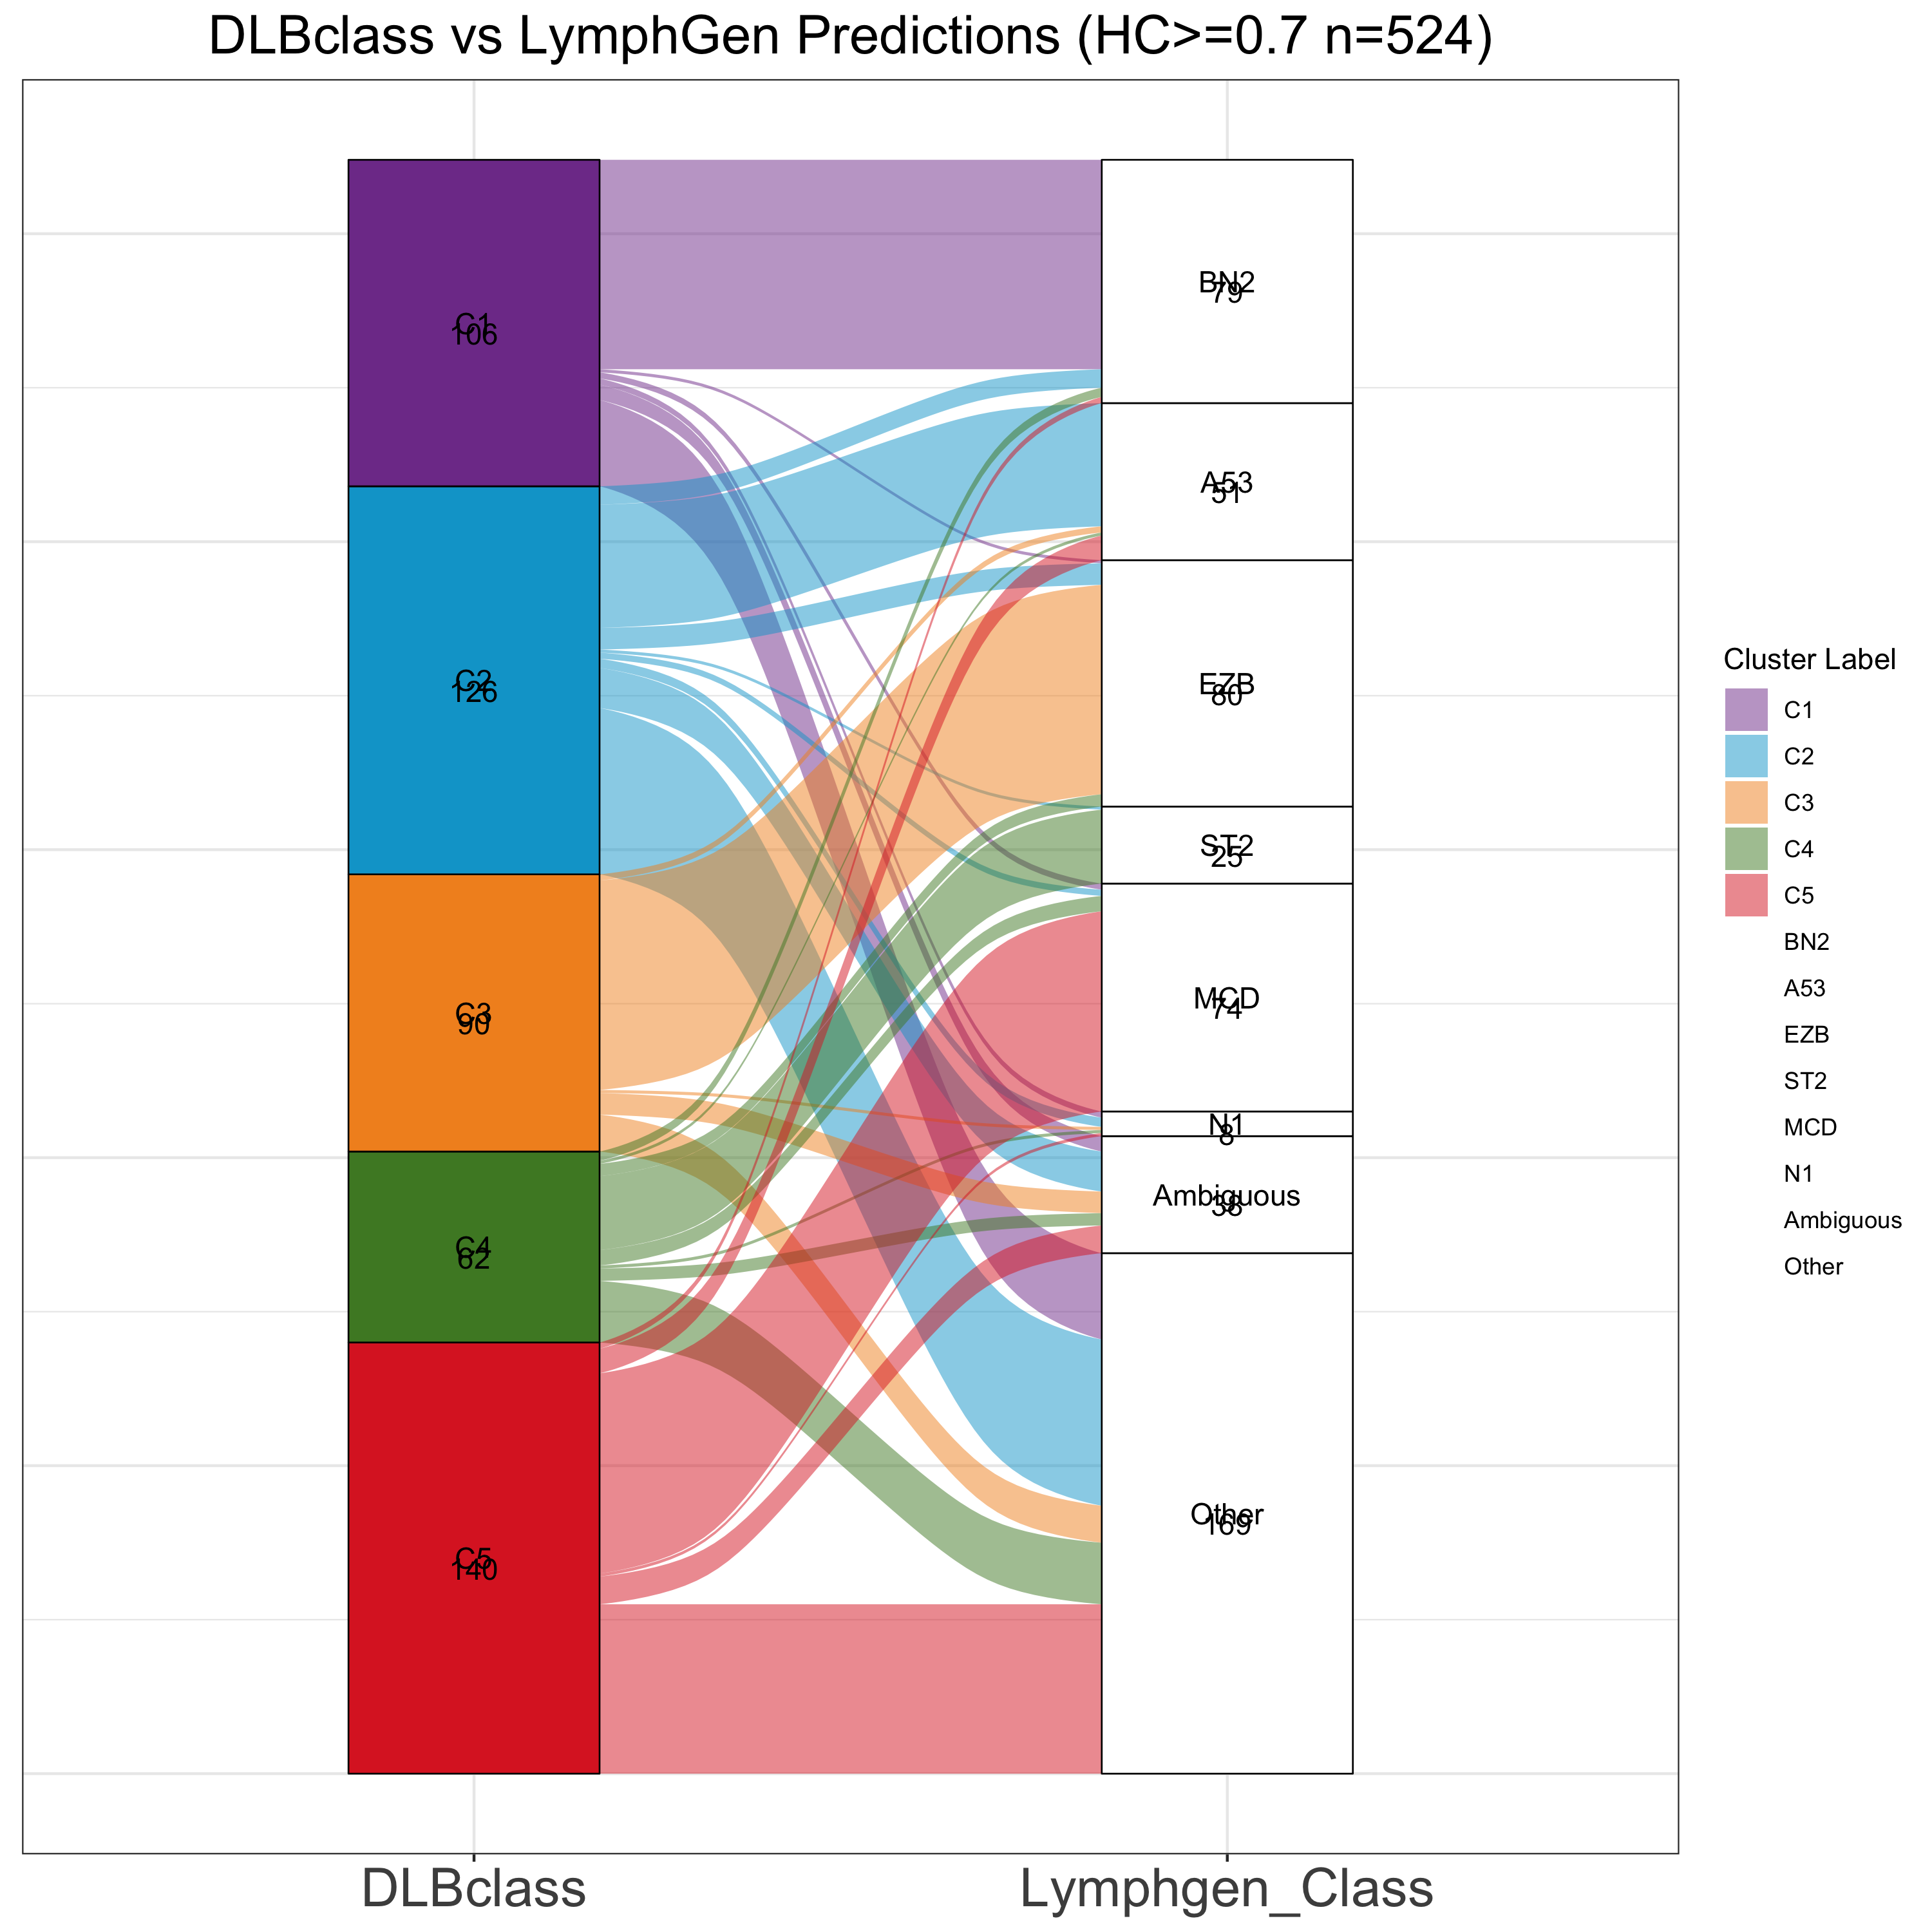 DLBclass vs LymphGen Predictions (HC>=0.7 n=524)
C1
106
C2
126
C3
90
C4
62
C5
140
BN2
79
A53
51
EZB
80
ST2
25
MCD
74
N1
8
Ambiguous
38
Other
169
Cluster Label
C1
C2
C3
C4
C5
BN2
A53
EZB
ST2
MCD
N1
Ambiguous
Other
DLBclass
Lymphgen_Class